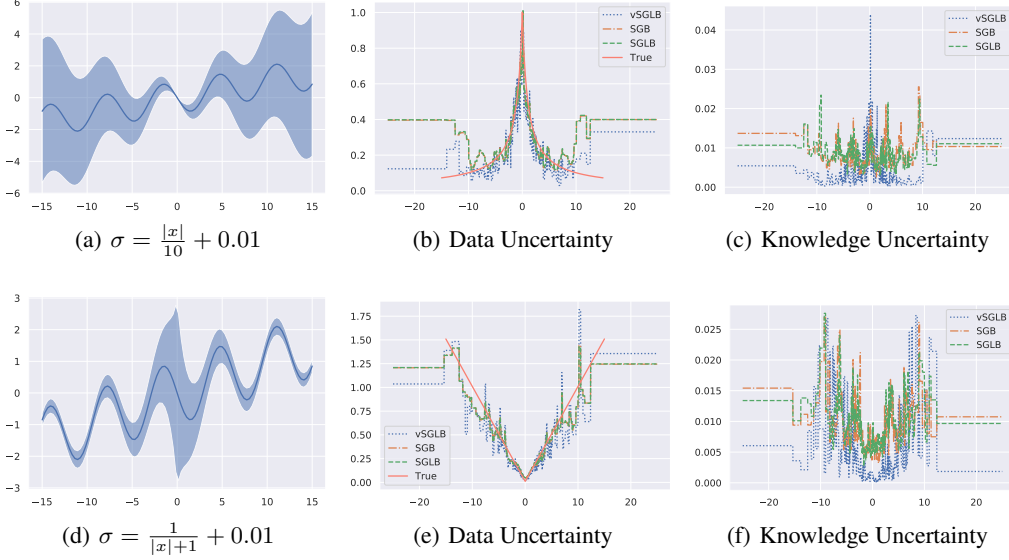 6
4
2
0
−2
−4
−6
−15 −10 −5 0 5 10 15
(a) σ = |x|/10 + 0.01
1.0
0.8
0.6
0.4
0.2
0.0
−20 −10 0 10 20
vSGLB
SGB
SGLB
True
(b) Data Uncertainty
0.04
0.03
0.02
0.01
0.00
−20 −10 0 10 20
vSGLB
SGB
SGLB
(c) Knowledge Uncertainty
3
2
1
0
−1
−2
−3
−15 −10 −5 0 5 10 15
(d) σ = 1/(|x|+1) + 0.01
1.75
1.50
1.25
1.00
0.75
0.50
0.25
0.00
−20 −10 0 10 20
vSGLB
SGB
SGLB
True
(e) Data Uncertainty
0.025
0.020
0.015
0.010
0.005
0.000
−20 −10 0 10 20
vSGLB
SGB
SGLB
(f) Knowledge Uncertainty